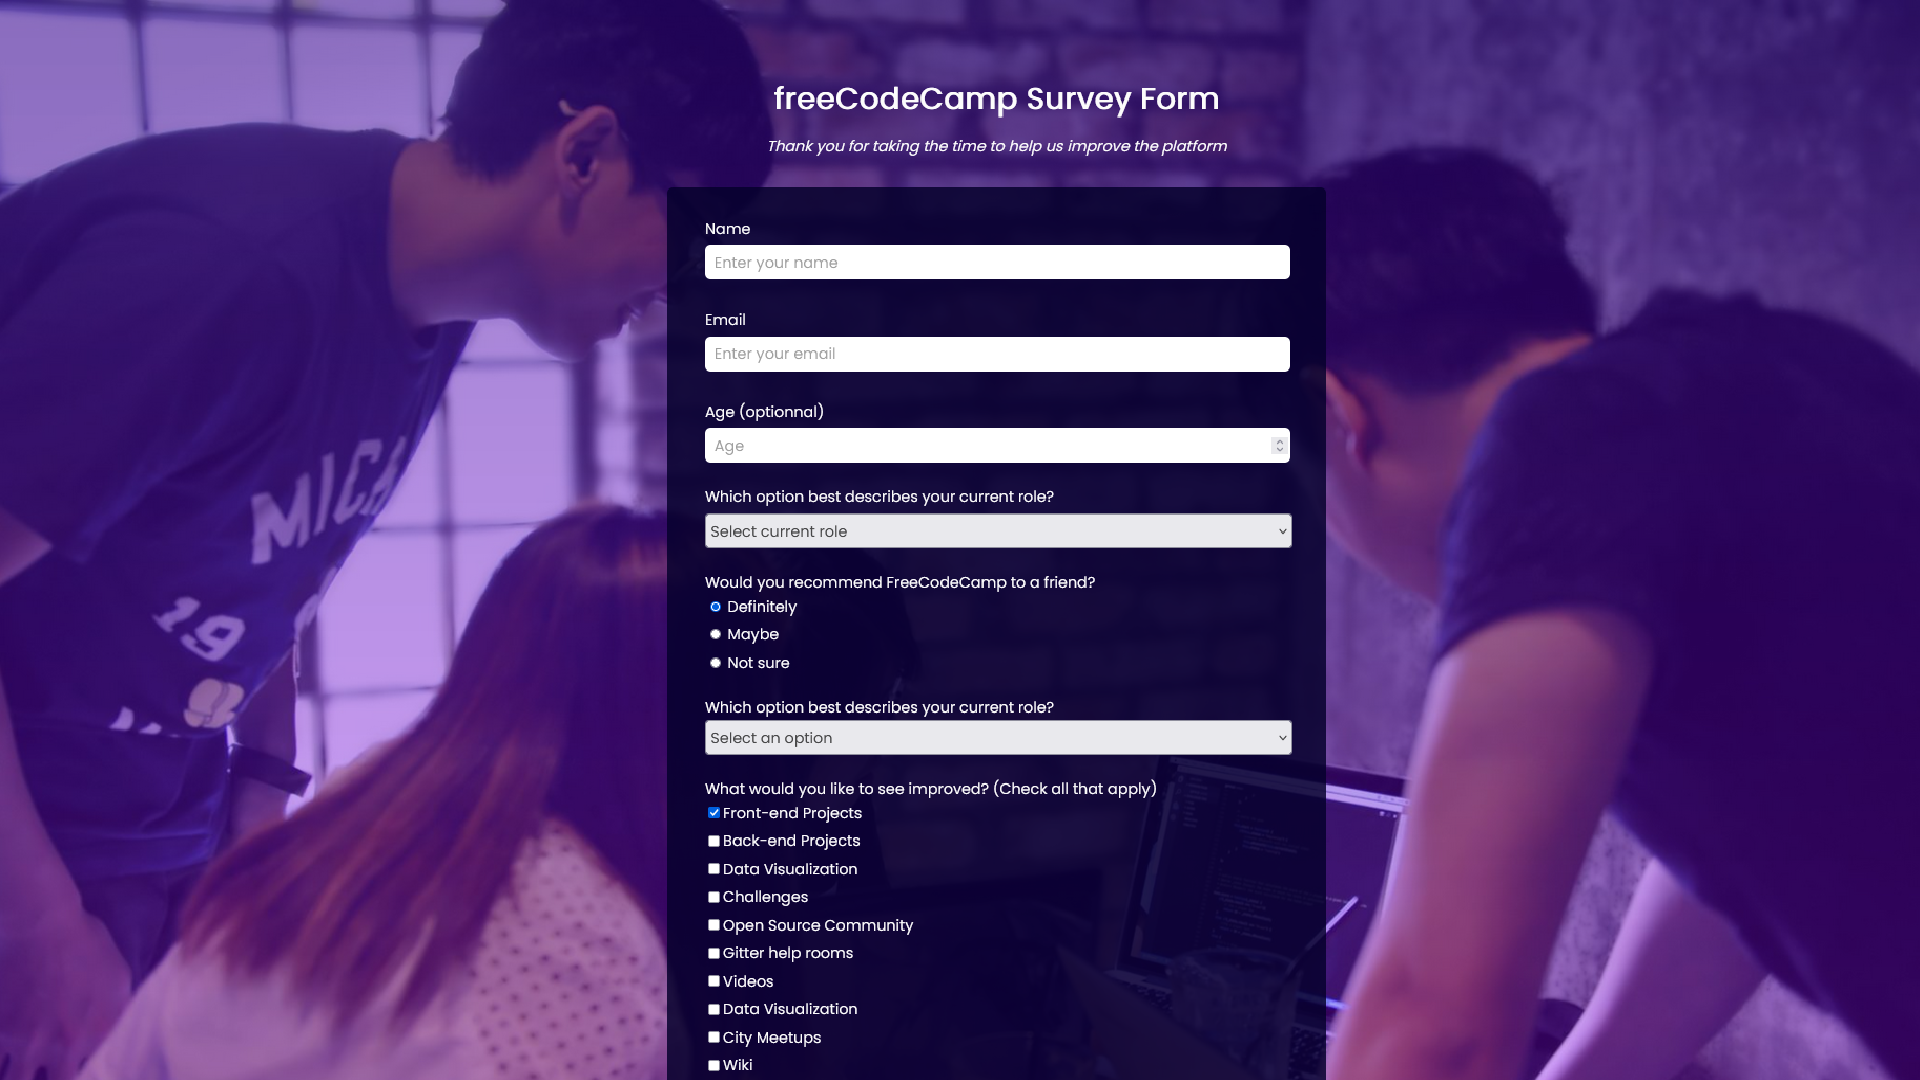 freeCodeCamp Survey Form
Thank you for taking the time to help us improve the platform
Name
Enter your name
Email
Enter your email
Age (optionnal)
Age
Which option best describes your current role?
Select current role
Would you recommend FreeCodeCamp to a friend?
Definitely
Maybe
Not sure
Which option best describes your current role?
Select an option
What would you like to see improved? (Check all that apply)
Front-end Projects
Back-end Projects
Data Visualization
Challenges
Open Source Community
Gitter help rooms
Videos
Data Visualization
City Meetups
Wiki
MICH
19